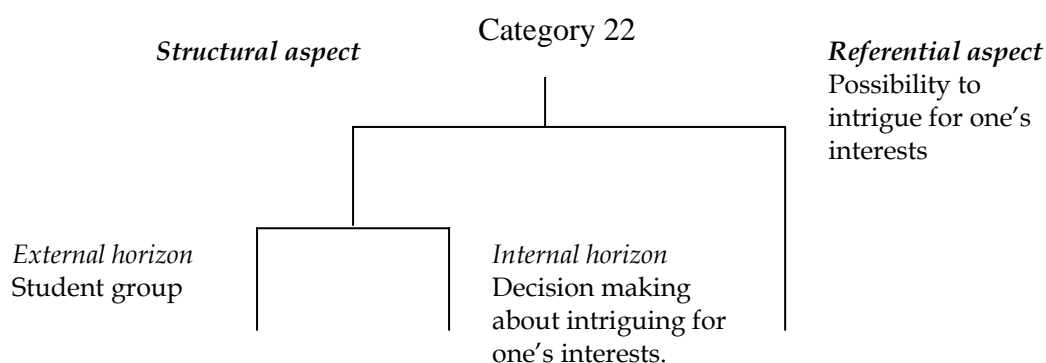 Category 22
Structural aspect
Referential aspect
Possibility to
intrigue for one’s
interests
External horizon
Student group
Internal horizon
Decision making
about intriguing for
one’s interests.